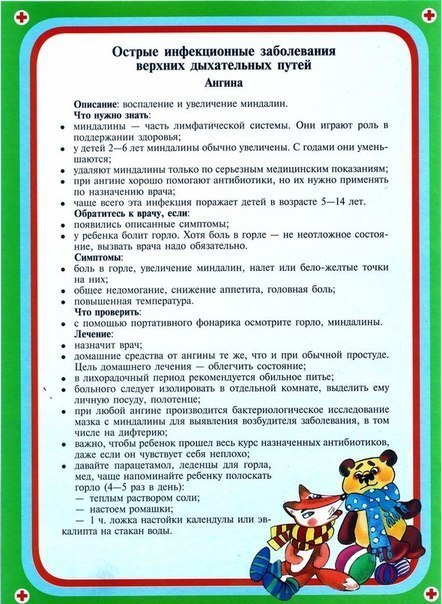 Острые инфекционные заболевания
верхних дыхательных путей
Ангина
Описание: воспаление и увеличение миндалин.
Что нужно знать:
• миндалины — часть лимфатической системы. Они играют роль в
поддержании здоровья;
• у детей 2—6 лет миндалины обычно увеличены. С годами они умень-
шаются;
• удаляют миндалины только по серьезным медицинским показаниям;
• при ангине хорошо помогают антибиотики, но их нужно применять
по назначению врача;
• чаще всего эта инфекция поражает детей в возрасте 5—14 лет.
Обратитесь к врачу, если:
• появились описанные симптомы;
• у ребенка болит горло. Хотя боль в горле — не неотложное состоя-
ние, вызвать врача надо обязательно.
Симптомы:
• боль в горле, увеличение миндалин, налет или бело-желтые точки
на них;
• общее недомогание, снижение аппетита, головная боль;
• повышенная температура.
Что проверить:
• с помощью портативного фонарика осмотрите горло, миндалины.
Лечение:
• назначит врач;
• домашние средства от ангины те же, что и при обычной простуде.
Цель домашнего лечения — облегчить состояние;
• в лихорадочный период рекомендуется обильное питье;
• больного следует изолировать в отдельной комнате, выделить ему
личную посуду, полотенце;
• при любой ангине производится бактериологическое исследование
мазка с миндалин для выявления возбудителя заболевания, в том
числе на дифтерию;
• важно, чтобы ребенок прошел весь курс назначенных антибиотиков,
даже если он чувствует себя неплохо;
• давайте парацетамол, леденцы для горла,
мед, чаще напоминайте ребенку полоскать
горло (4—5 раз в день):
— теплым раствором соли;
— настоем ромашки;
— 1 ч. ложка настойки календулы или эв-
калипта на стакан воды.